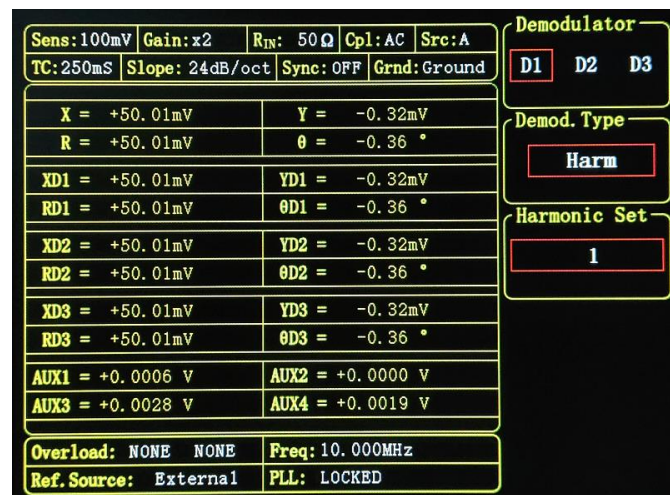 Sens:100mV Gain:x2 RIN: 50Ω Cpl:AC Src:A
TC:250mS Slope: 24dB/oct Sync:OFF Grnd:Ground
X = +50.01mV Y = -0.32mV
R = +50.01mV θ = -0.36 °
XD1 = +50.01mV YD1 = -0.32mV
RD1 = +50.01mV θD1 = -0.36 °
XD2 = +50.01mV YD2 = -0.32mV
RD2 = +50.01mV θD2 = -0.36 °
XD3 = +50.01mV YD3 = -0.32mV
RD3 = +50.01mV θD3 = -0.36 °
AUX1 = +0.0006 V AUX2 = +0.0000 V
AUX3 = +0.0028 V AUX4 = +0.0019 V
Overload: NONE NONE Freq:10.000MHz
Ref.Source: External PLL: LOCKED
Demodulator
D1 D2 D3
Demod.Type
Harm
Harmonic Set
1